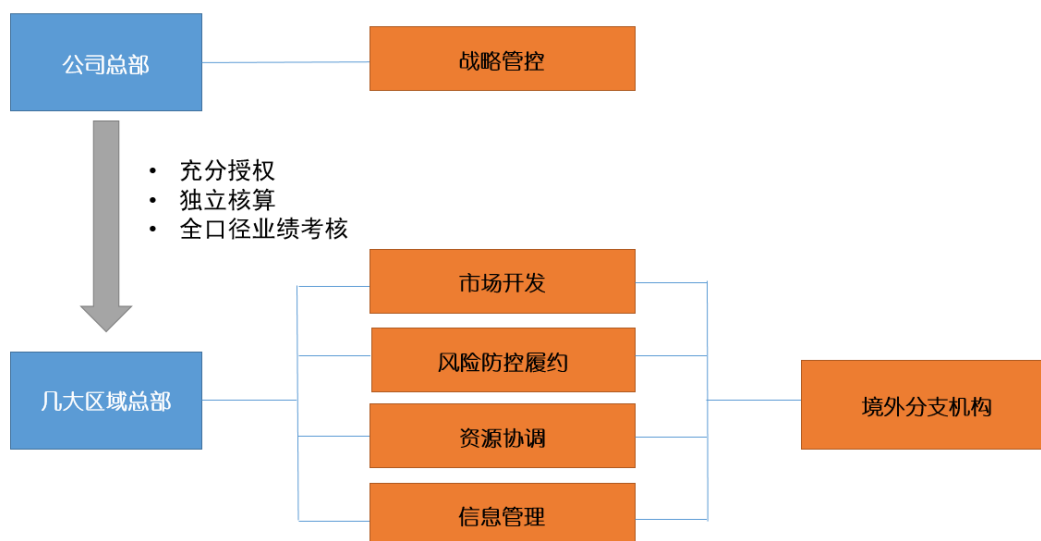 公司总部
战略管控
• 充分授权
• 独立核算
• 全口径业绩考核
市场开发
风险防控履约
几大区域总部
境外分支机构
资源协调
信息管理